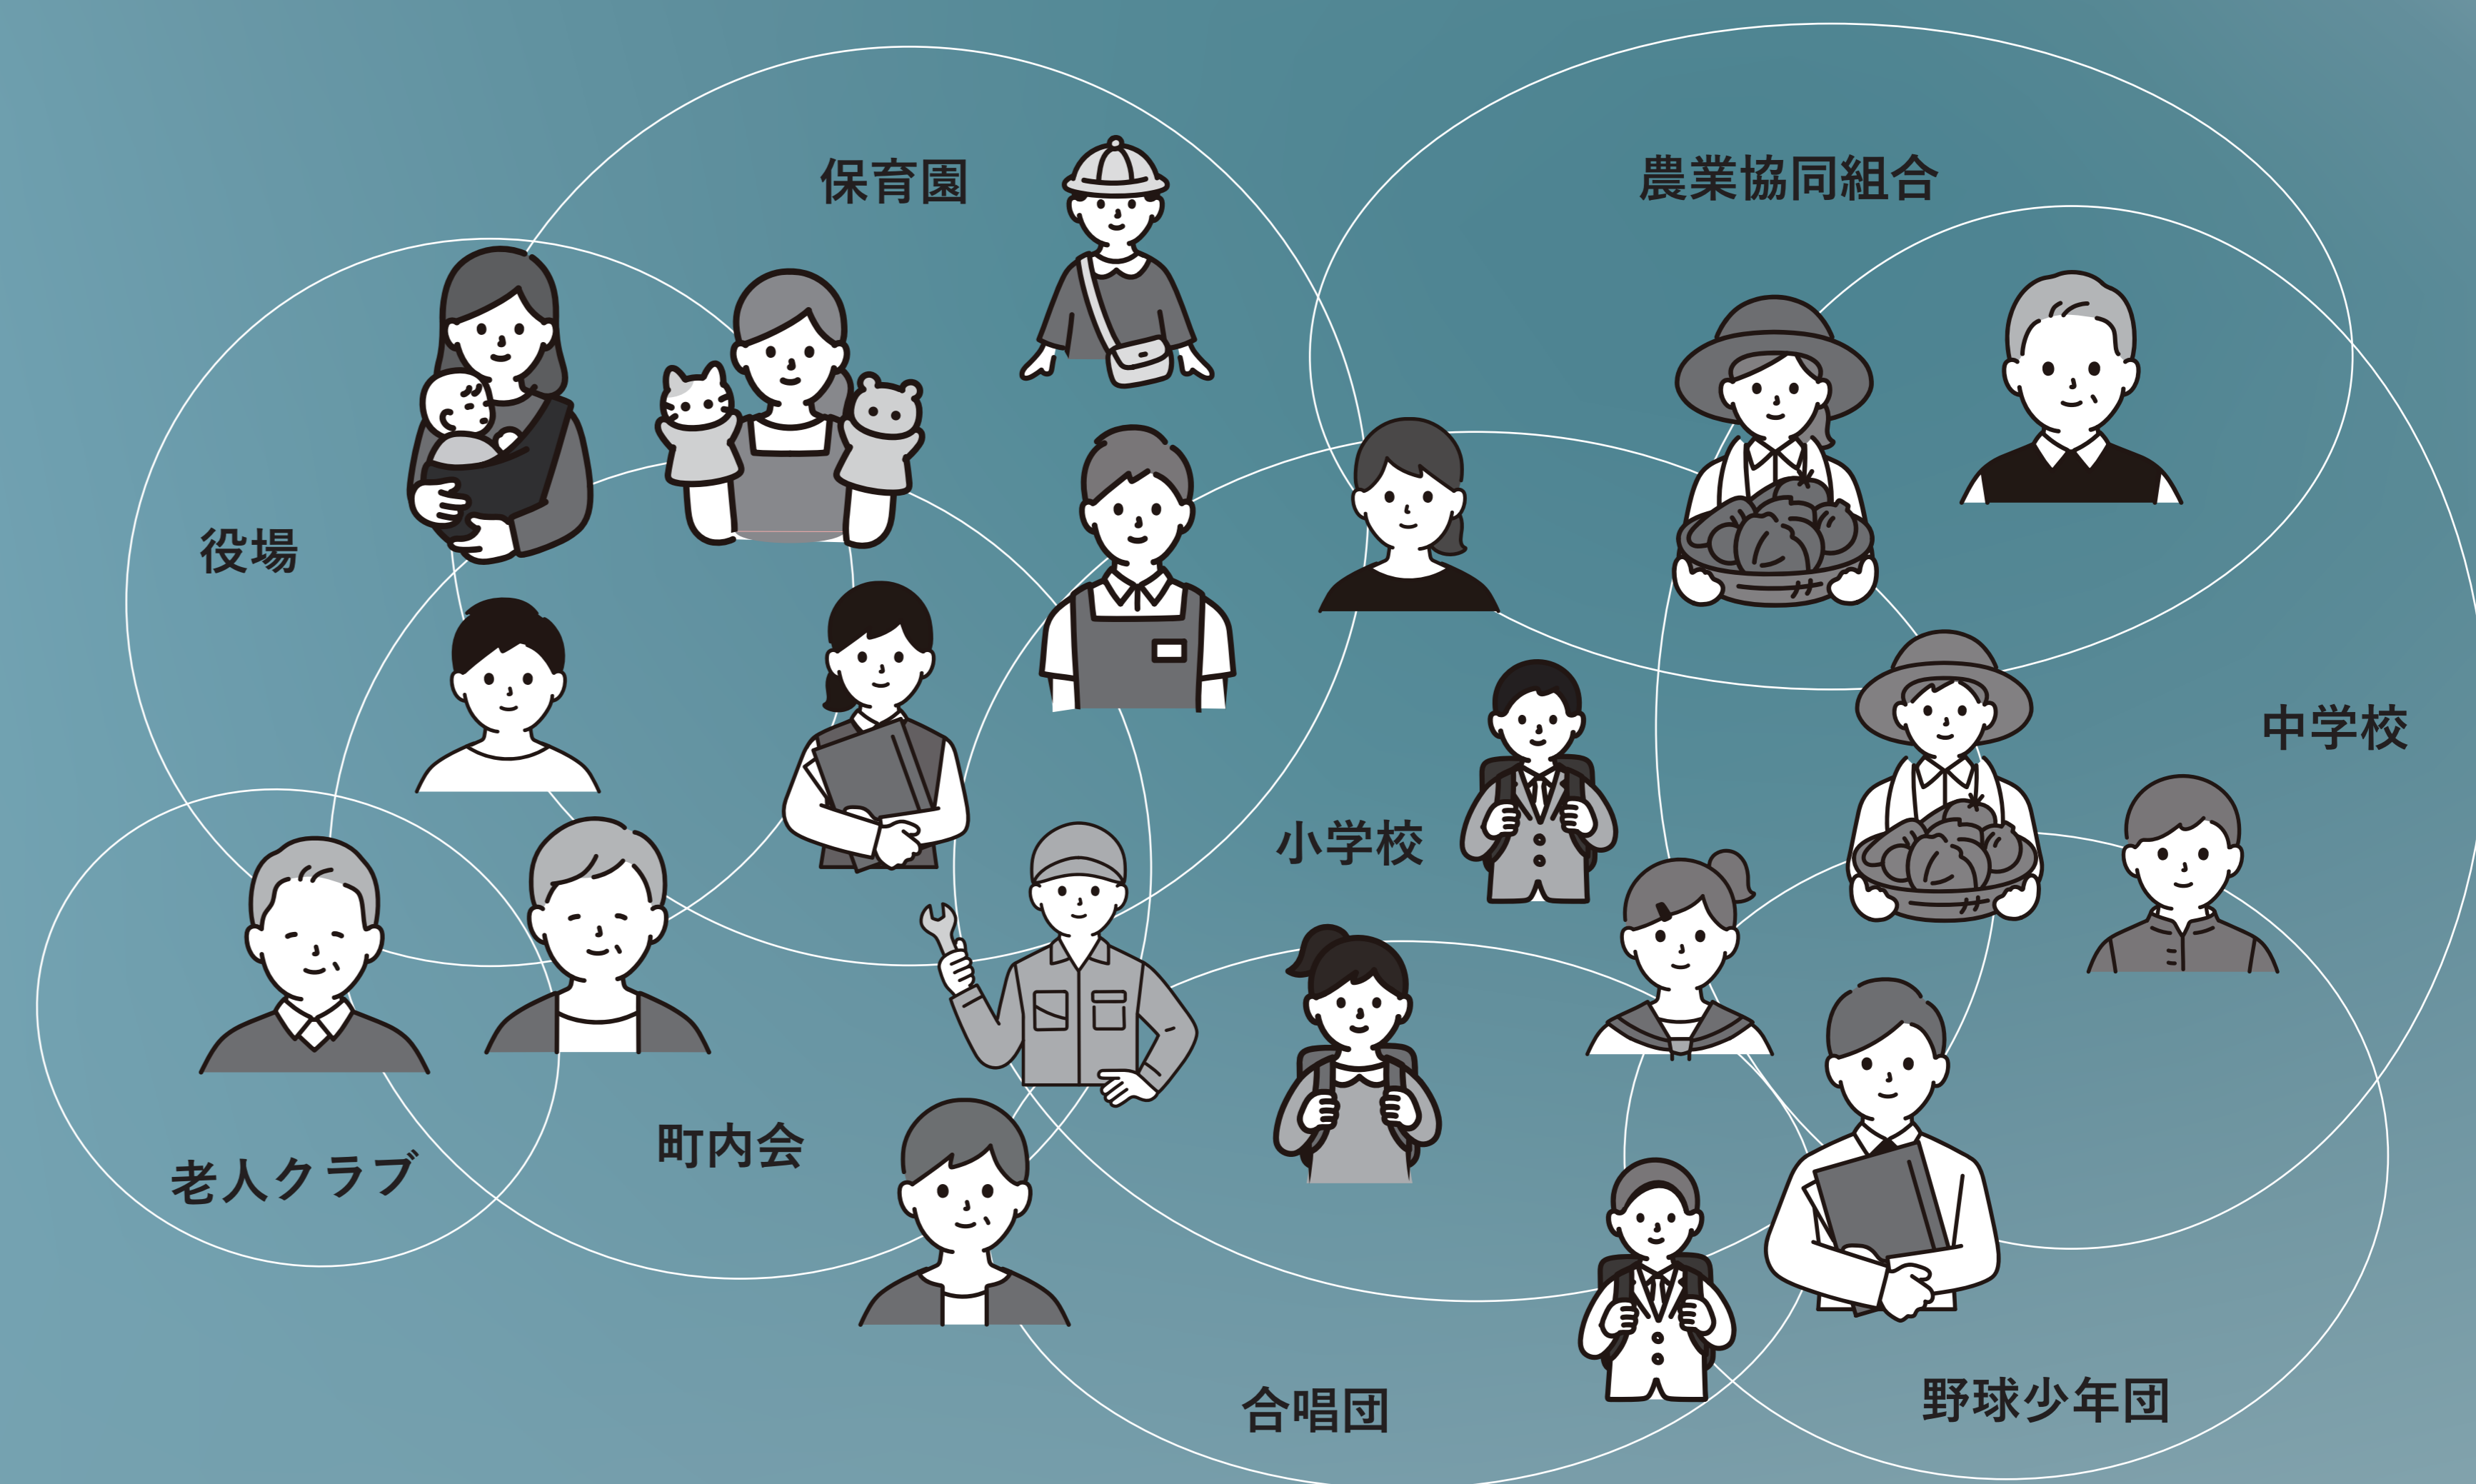 保育園
農業協同組合
役場
中学校
小学校
町内会
老人クラブ
合唱団
野球少年団